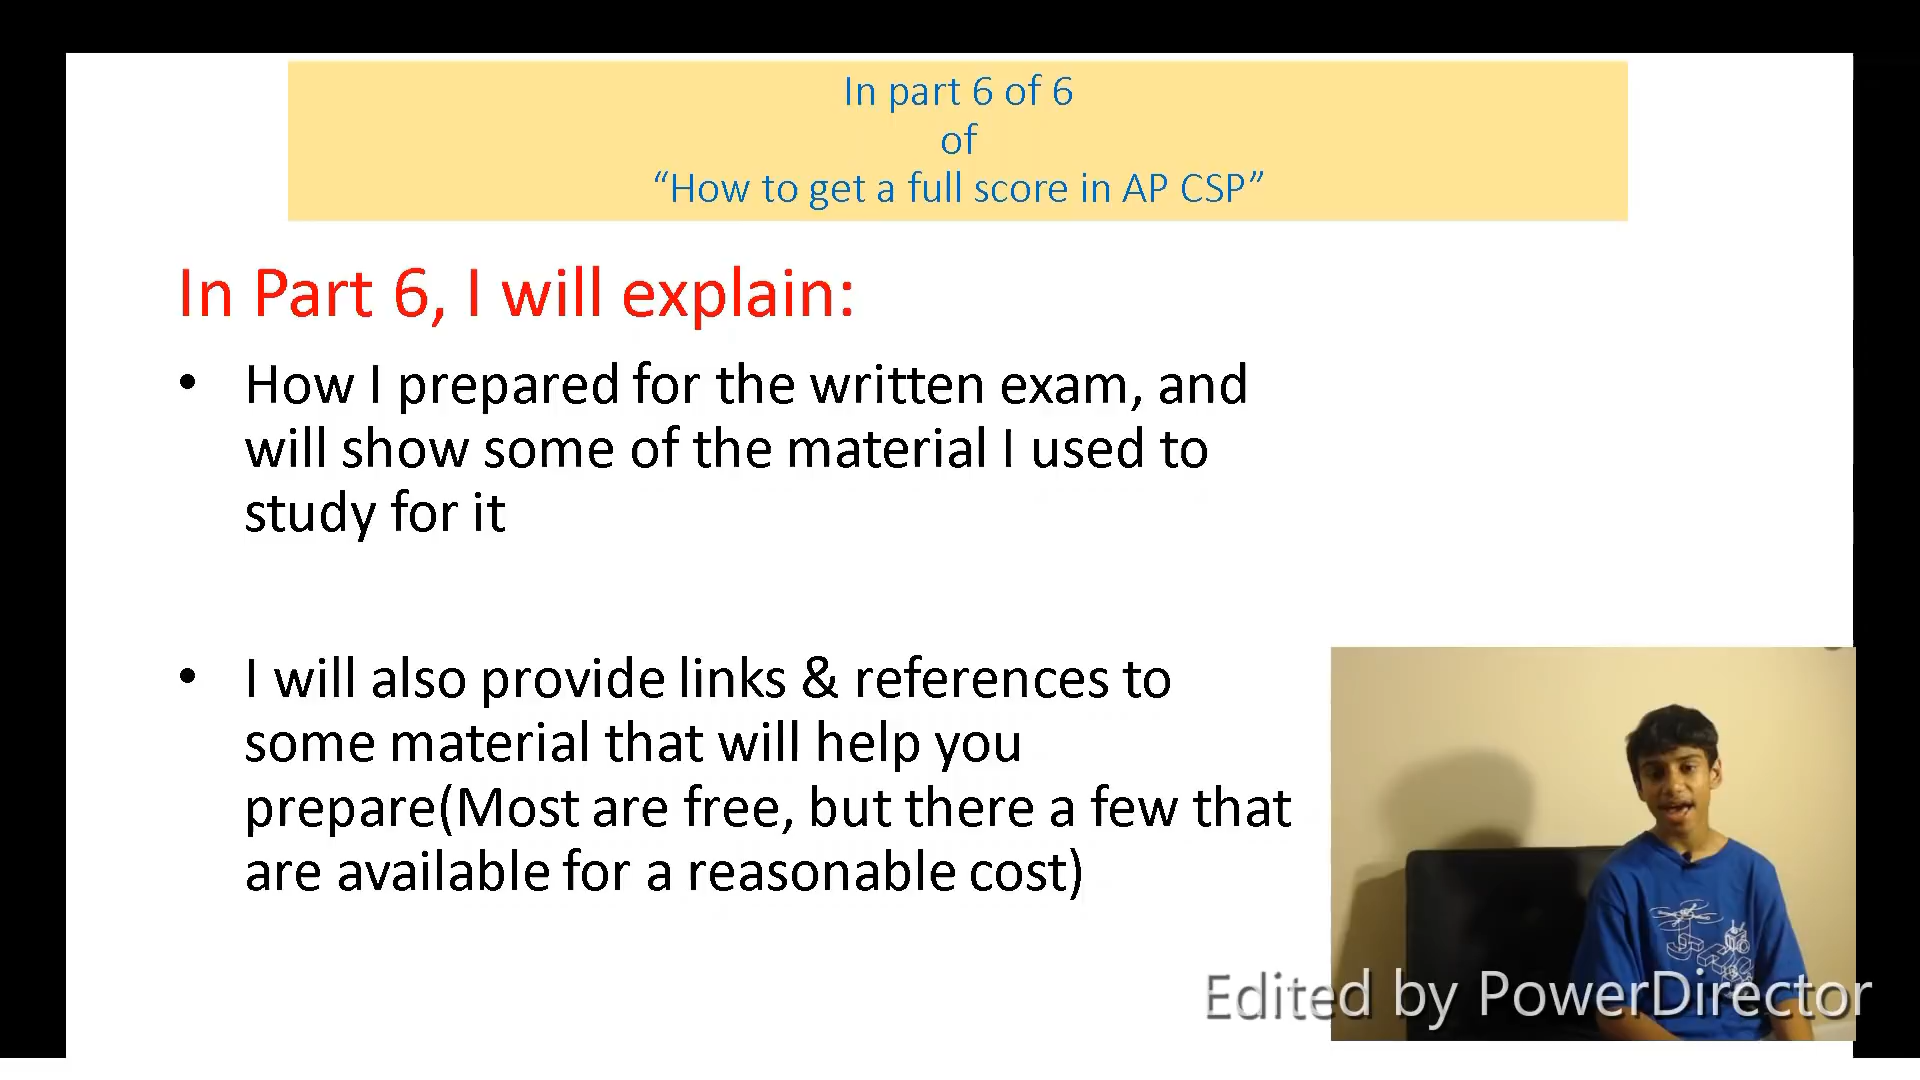 In part 6 of 6
of
“How to get a full score in AP CSP”
In Part 6, I will explain:
• How I prepared for the written exam, and
will show some of the material I used to
study for it
• I will also provide links & references to
some material that will help you
prepare(Most are free, but there a few that
are available for a reasonable cost)
Edited by PowerDirector